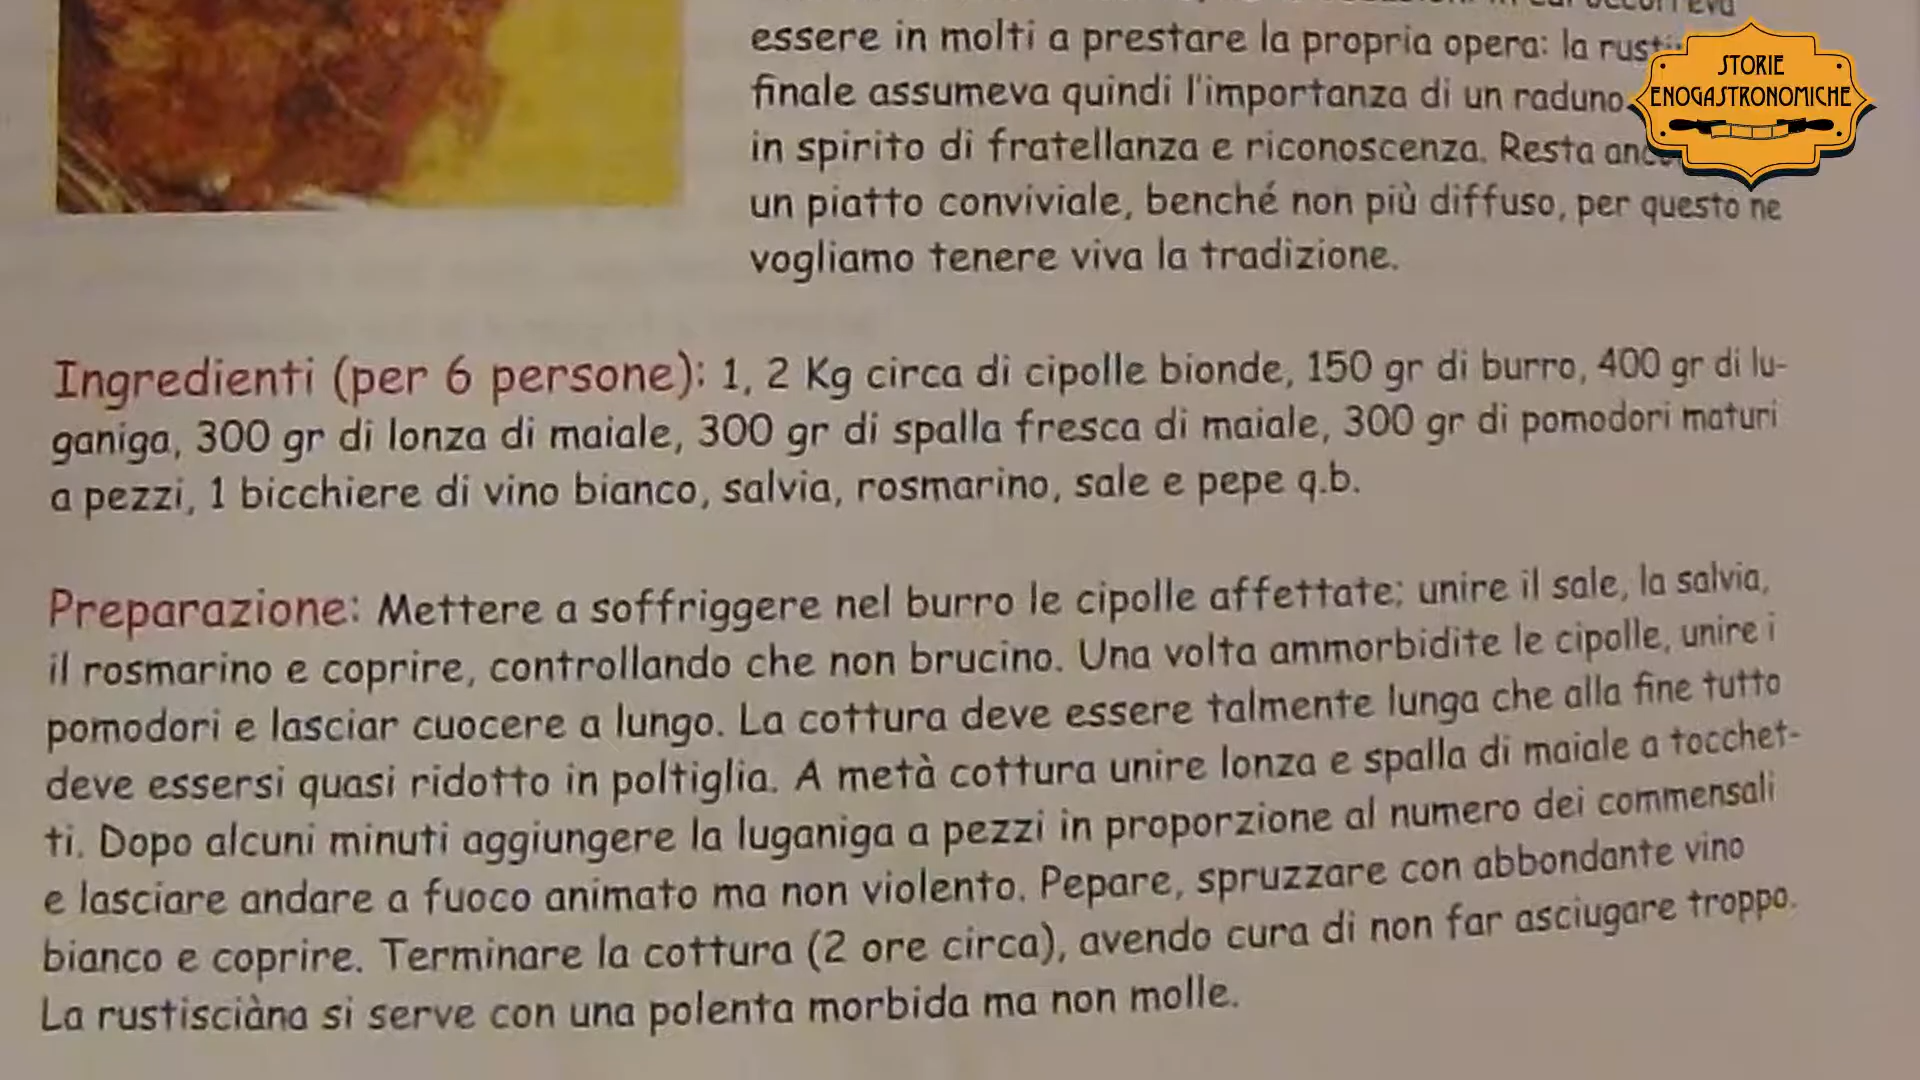 essere in molti a prestare la propria opera: la
finale assumeva quindi l'importanza di un raduno
in spirito di fratellanza e riconoscenza. Resta
un piatto conviviale, benché non più diffuso, per questo ne
vogliamo tenere viva la tradizione.
STORIE
ENOGASTRONOMICHE
Ingredienti (per 6 persone): 1, 2 Kg circa di cipolle bionde, 150 gr di burro, 400 gr di lu-
ganiga, 300 gr di lonza di maiale, 300 gr di spalla fresca di maiale, 300 gr di pomodori maturi
a pezzi, 1 bicchiere di vino bianco, salvia, rosmarino, sale e pepe q.b.
Preparazione: Mettere a soffriggere nel burro le cipolle affettate; unire il sale, la salvia,
il rosmarino e coprire, controllando che non brucino. Una volta ammorbidite le cipolle, unire i
pomodori e lasciar cuocere a lungo. La cottura deve essere talmente lunga che alla fine tutto
deve essersi quasi ridotto in poltiglia. A metà cottura unire lonza e spalla di maiale a tocchet-
ti. Dopo alcuni minuti aggiungere la luganiga a pezzi in proporzione al numero dei commensali
e lasciare andare a fuoco animato ma non violento. Pepare, spruzzare con abbondante vino
bianco e coprire. Terminare la cottura (2 ore circa), avendo cura di non far asciugare troppo.
La rustisciàna si serve con una polenta morbida ma non molle.